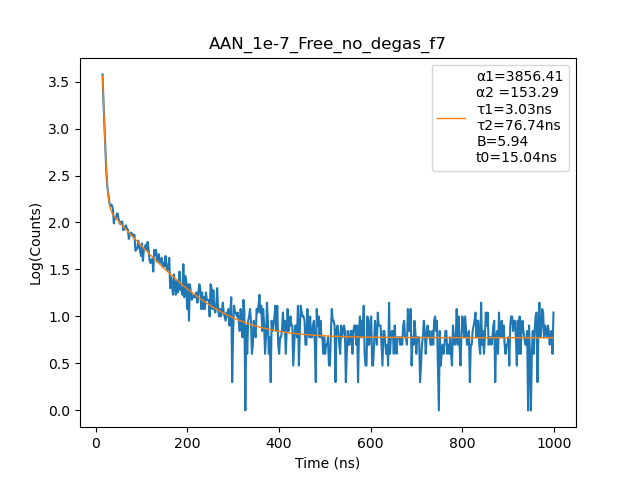 AAN_1e-7_Free_no_degas_f7
α1=3856.41
α2 =153.29
τ1=3.03ns
τ2=76.74ns
B=5.94
t0=15.04ns
Log(Counts)
3.5
3.0
2.5
2.0
1.5
1.0
0.5
0.0
0
200
400
600
800
1000
Time (ns)